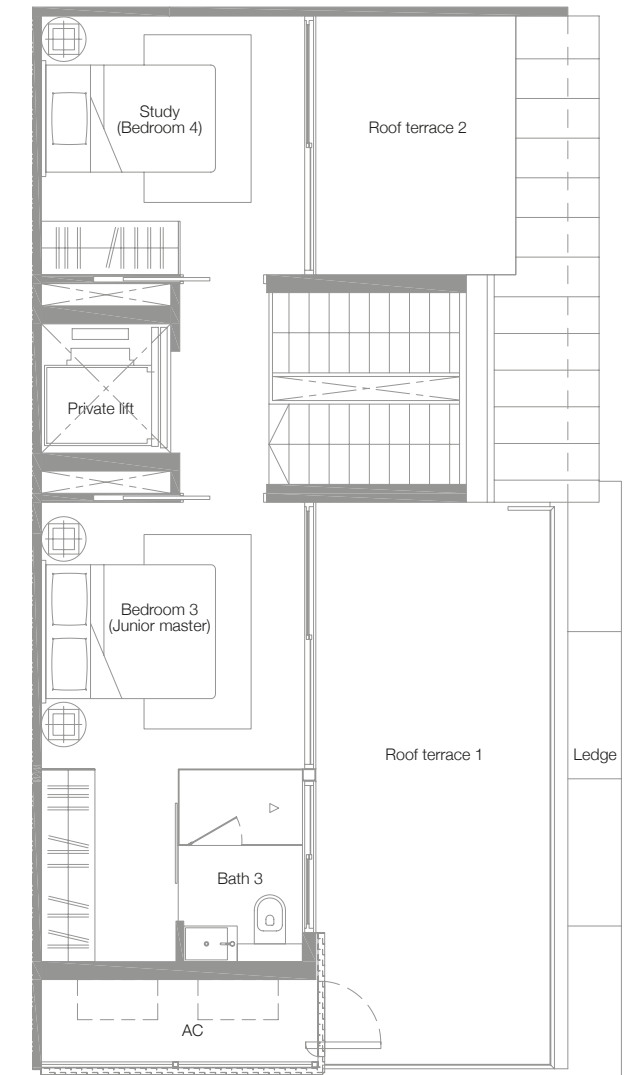 Study
(Bedroom 4)
Roof terrace 2
Private lift
Bedroom 3
(Junior master)
Roof terrace 1
Ledge
Bath 3
AC